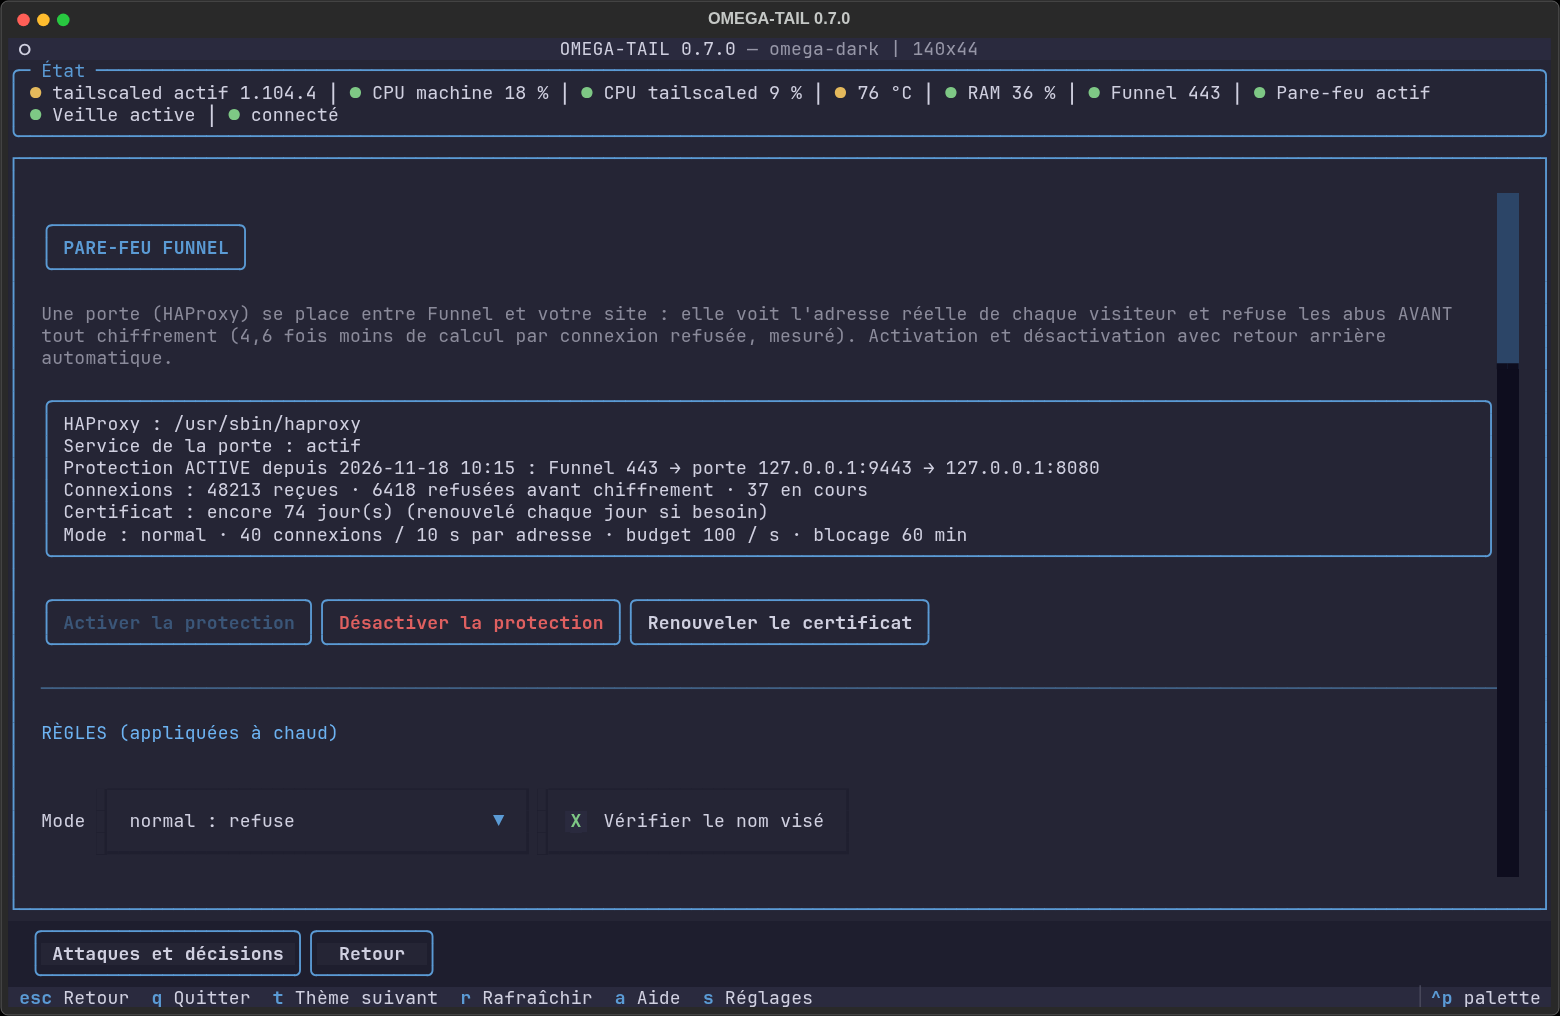 OMEGA-TAIL 0.7.0
OMEGA-TAIL 0.7.0 — omega-dark | 140x44
État
tailscaled actif 1.104.4 │ ● CPU machine 18 % │ ● CPU tailscaled 9 % │ ● 76 °C │ ● RAM 36 % │ ● Funnel 443 │ ● Pare-feu actif
Veille active │ ● connecté
PARE-FEU FUNNEL
Une porte (HAProxy) se place entre Funnel et votre site : elle voit l'adresse réelle de chaque visiteur et refuse les abus AVANT
tout chiffrement (4,6 fois moins de calcul par connexion refusée, mesuré). Activation et désactivation avec retour arrière
automatique.
HAProxy : /usr/sbin/haproxy
Service de la porte : actif
Protection ACTIVE depuis 2026-11-18 10:15 : Funnel 443 → porte 127.0.0.1:9443 → 127.0.0.1:8080
Connexions : 48213 reçues · 6418 refusées avant chiffrement · 37 en cours
Certificat : encore 74 jour(s) (renouvelé chaque jour si besoin)
Mode : normal · 40 connexions / 10 s par adresse · budget 100 / s · blocage 60 min
Activer la protection Désactiver la protection Renouveler le certificat
RÈGLES (appliquées à chaud)
Mode normal : refuse ▼ X Vérifier le nom visé
Attaques et décisions Retour
esc Retour q Quitter t Thème suivant r Rafraîchir a Aide s Réglages ^p palette